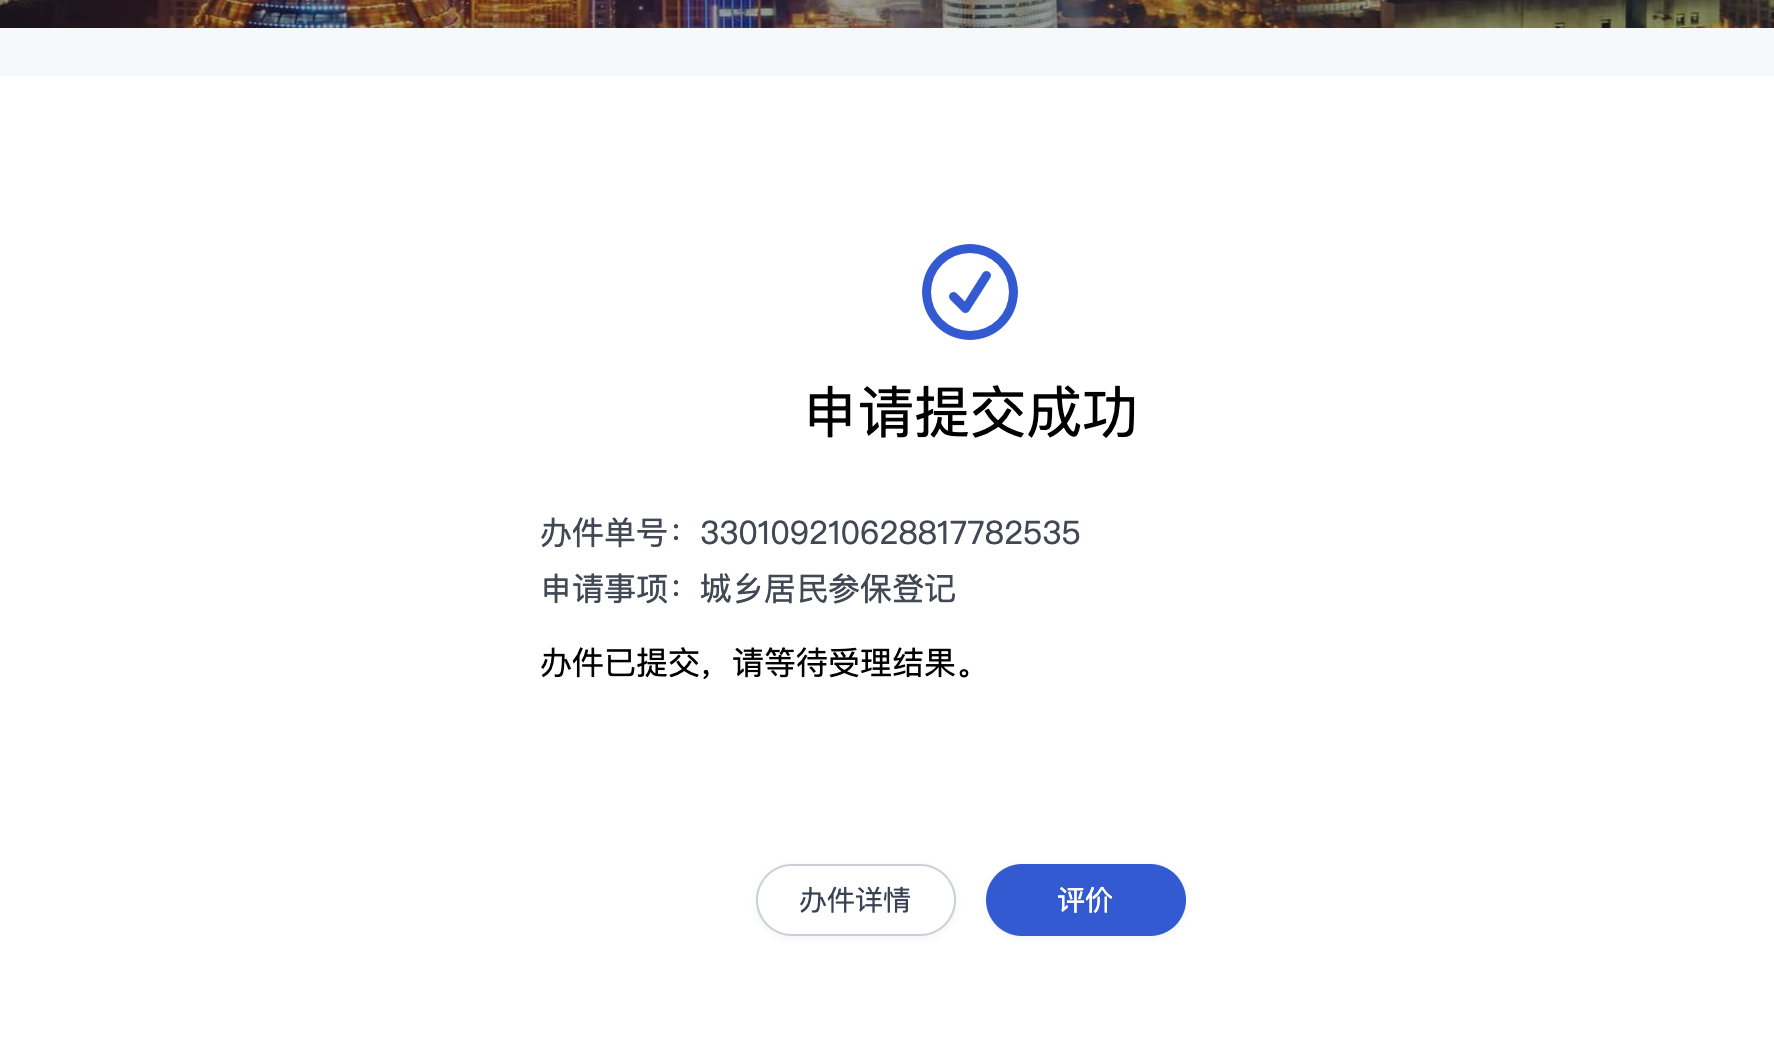 申请提交成功
办件单号：330109210628817782535
申请事项：城乡居民参保登记
办件已提交，请等待受理结果。
办件详情
评价